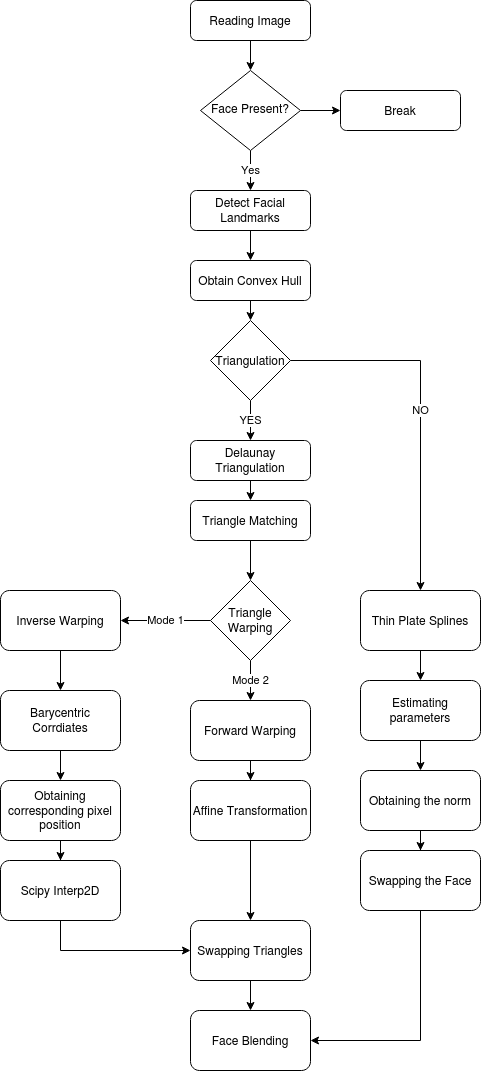 Reading Image
Face Present?
Break
Yes
Detect Facial
Landmarks
Obtain Convex Hull
Triangulation
NO
YES
Delaunay
Triangulation
Triangle Matching
Triangle
Warping
Mode 1
Inverse Warping
Thin Plate Splines
Mode 2
Barycentric
Corrdiates
Forward Warping
Estimating
parameters
Obtaining
corresponding pixel
position
Affine Transformation
Obtaining the norm
Scipy Interp2D
Swapping the Face
Swapping Triangles
Face Blending